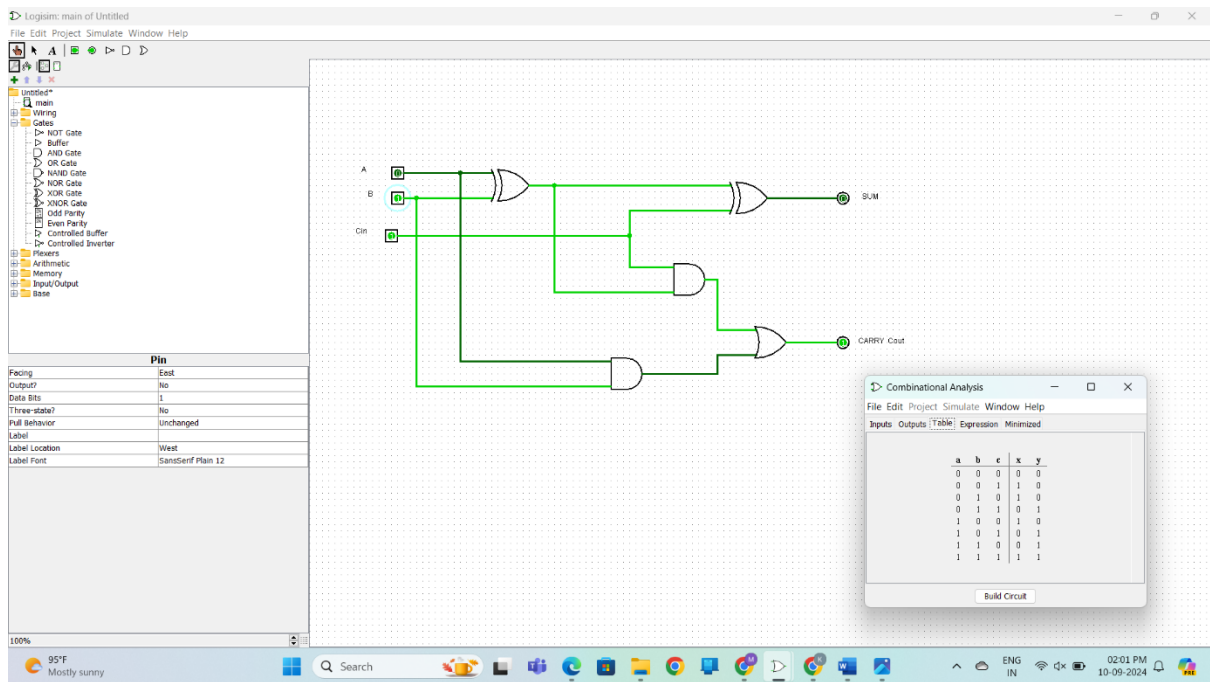 Logisim: main of Untitled
File Edit Project Simulate Window Help
A
Untitled*
main
Wiring
Gates
NOT Gate
Buffer
AND Gate
OR Gate
NAND Gate
NOR Gate
XOR Gate
XNOR Gate
Odd Parity
Even Parity
Controlled Buffer
Controlled Inverter
Plexers
Arithmetic
Memory
Input/Output
Base
Pin
Facing East
Output? No
Data Bits 1
Three-state? No
Pull Behavior Unchanged
Label
Label Location West
Label Font SansSerif Plain 12
100%
A 0
B 1
Cin 1
0 SUM
1 CARRY Cout
Combinational Analysis
File Edit Project Simulate Window Help
Inputs Outputs Table Expression Minimized
a b c x y
0 0 0 0 0
0 0 1 1 0
0 1 0 1 0
0 1 1 0 1
1 0 0 1 0
1 0 1 0 1
1 1 0 0 1
1 1 1 1 1
Build Circuit
95°F
Mostly sunny
Search
ENG
IN
02:01 PM
10-09-2024
PRE